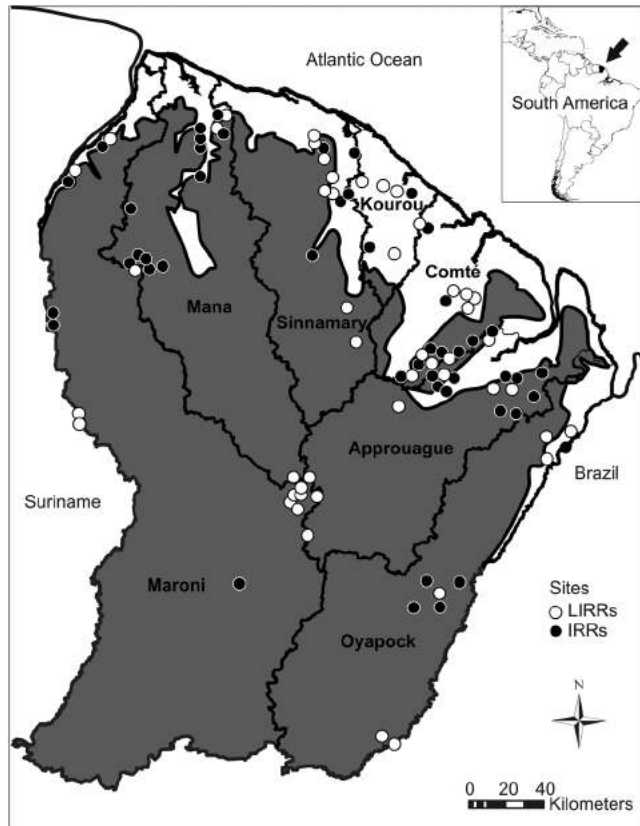 Atlantic Ocean
South America
Kourou
Comté
Mana
Sinnamary
Approuague
Suriname
Brazil
Maroni
Sites
LIRRs
IRRs
Oyapock
N
0 20 40
Kilometers